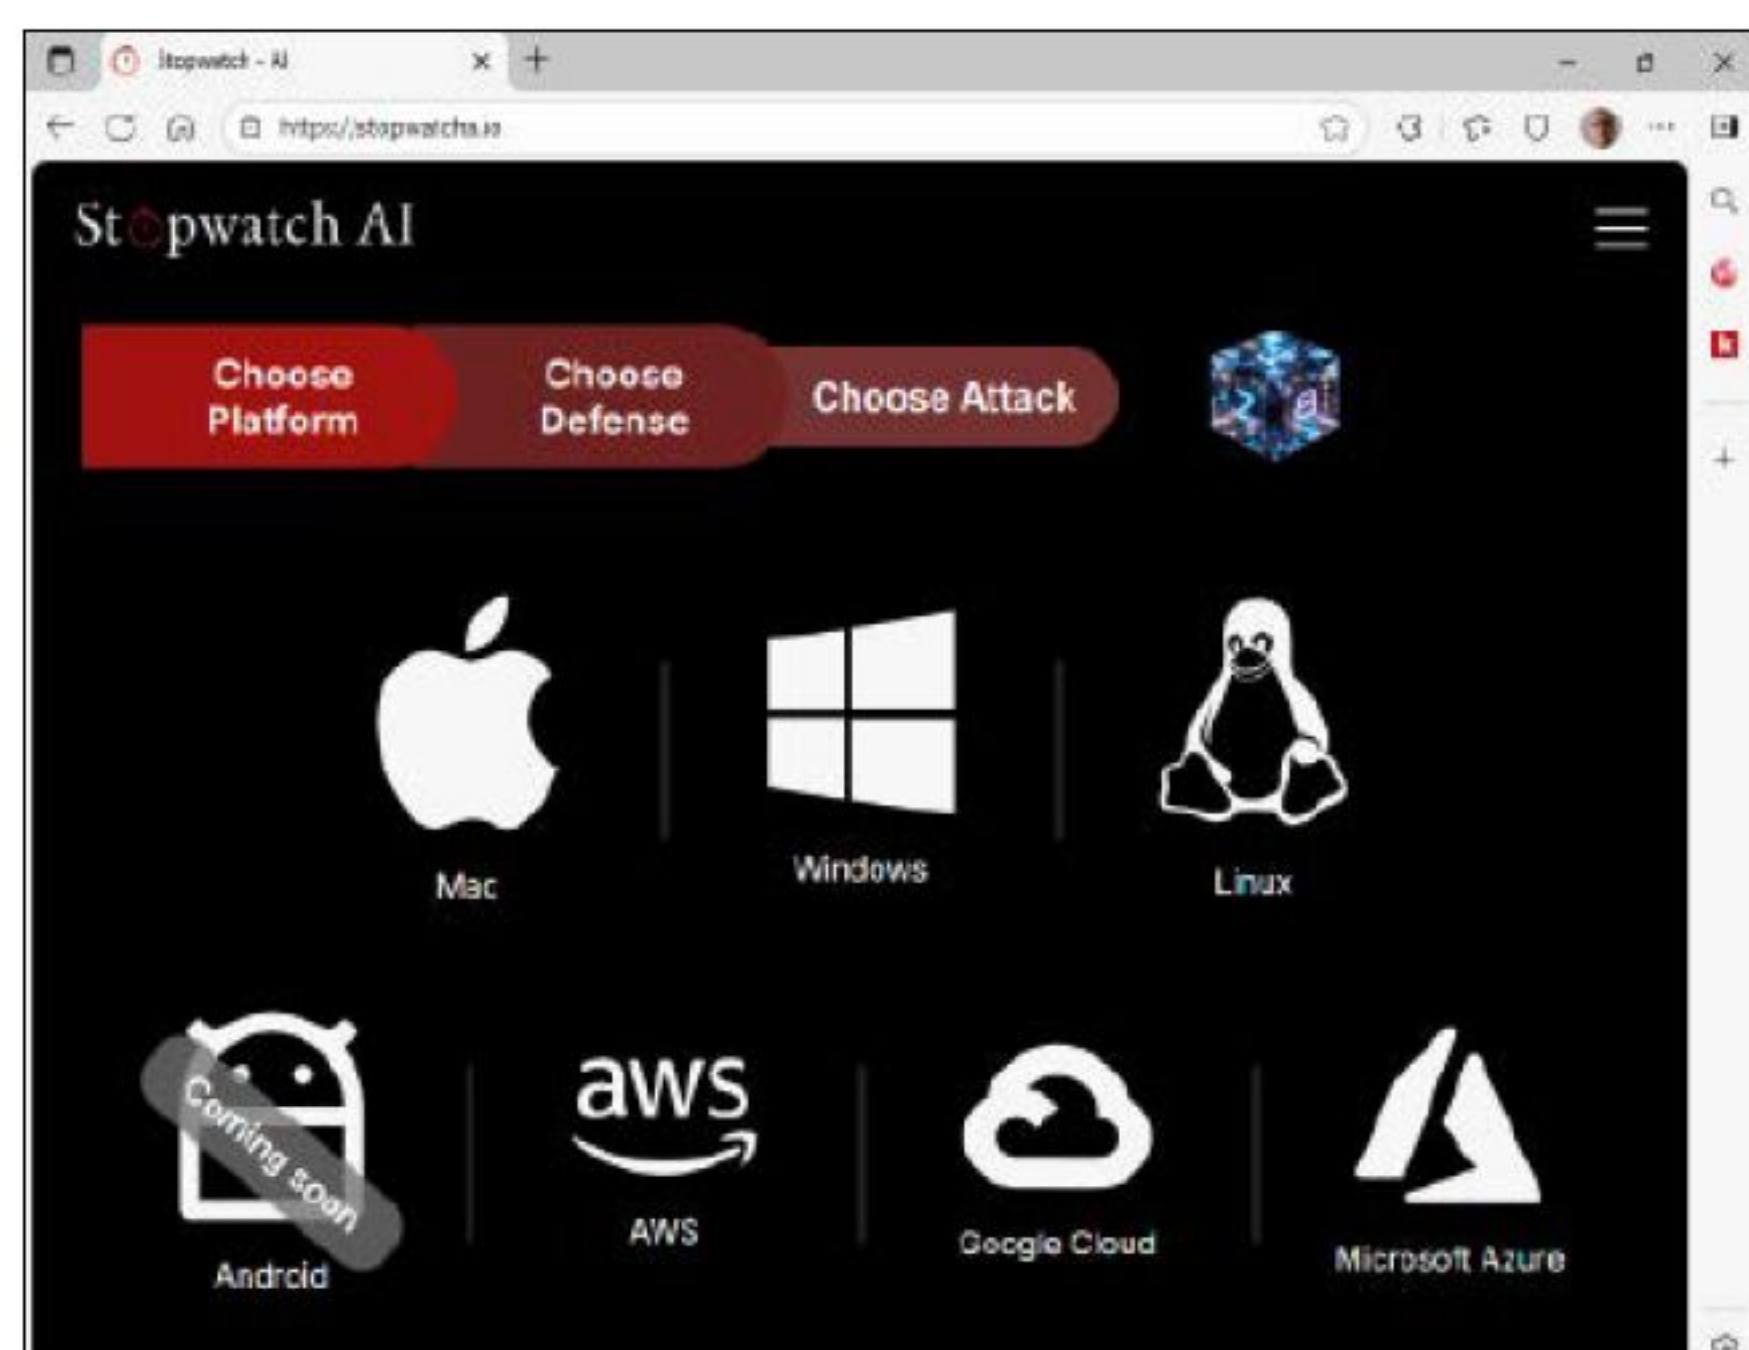 Stopwatch - AI
https://stopwatcha.io
Stopwatch AI
Choose
Platform
Choose
Defense
Choose Attack
Mac
Windows
Linux
Coming soon
Android
aws
AWS
Google Cloud
Microsoft Azure